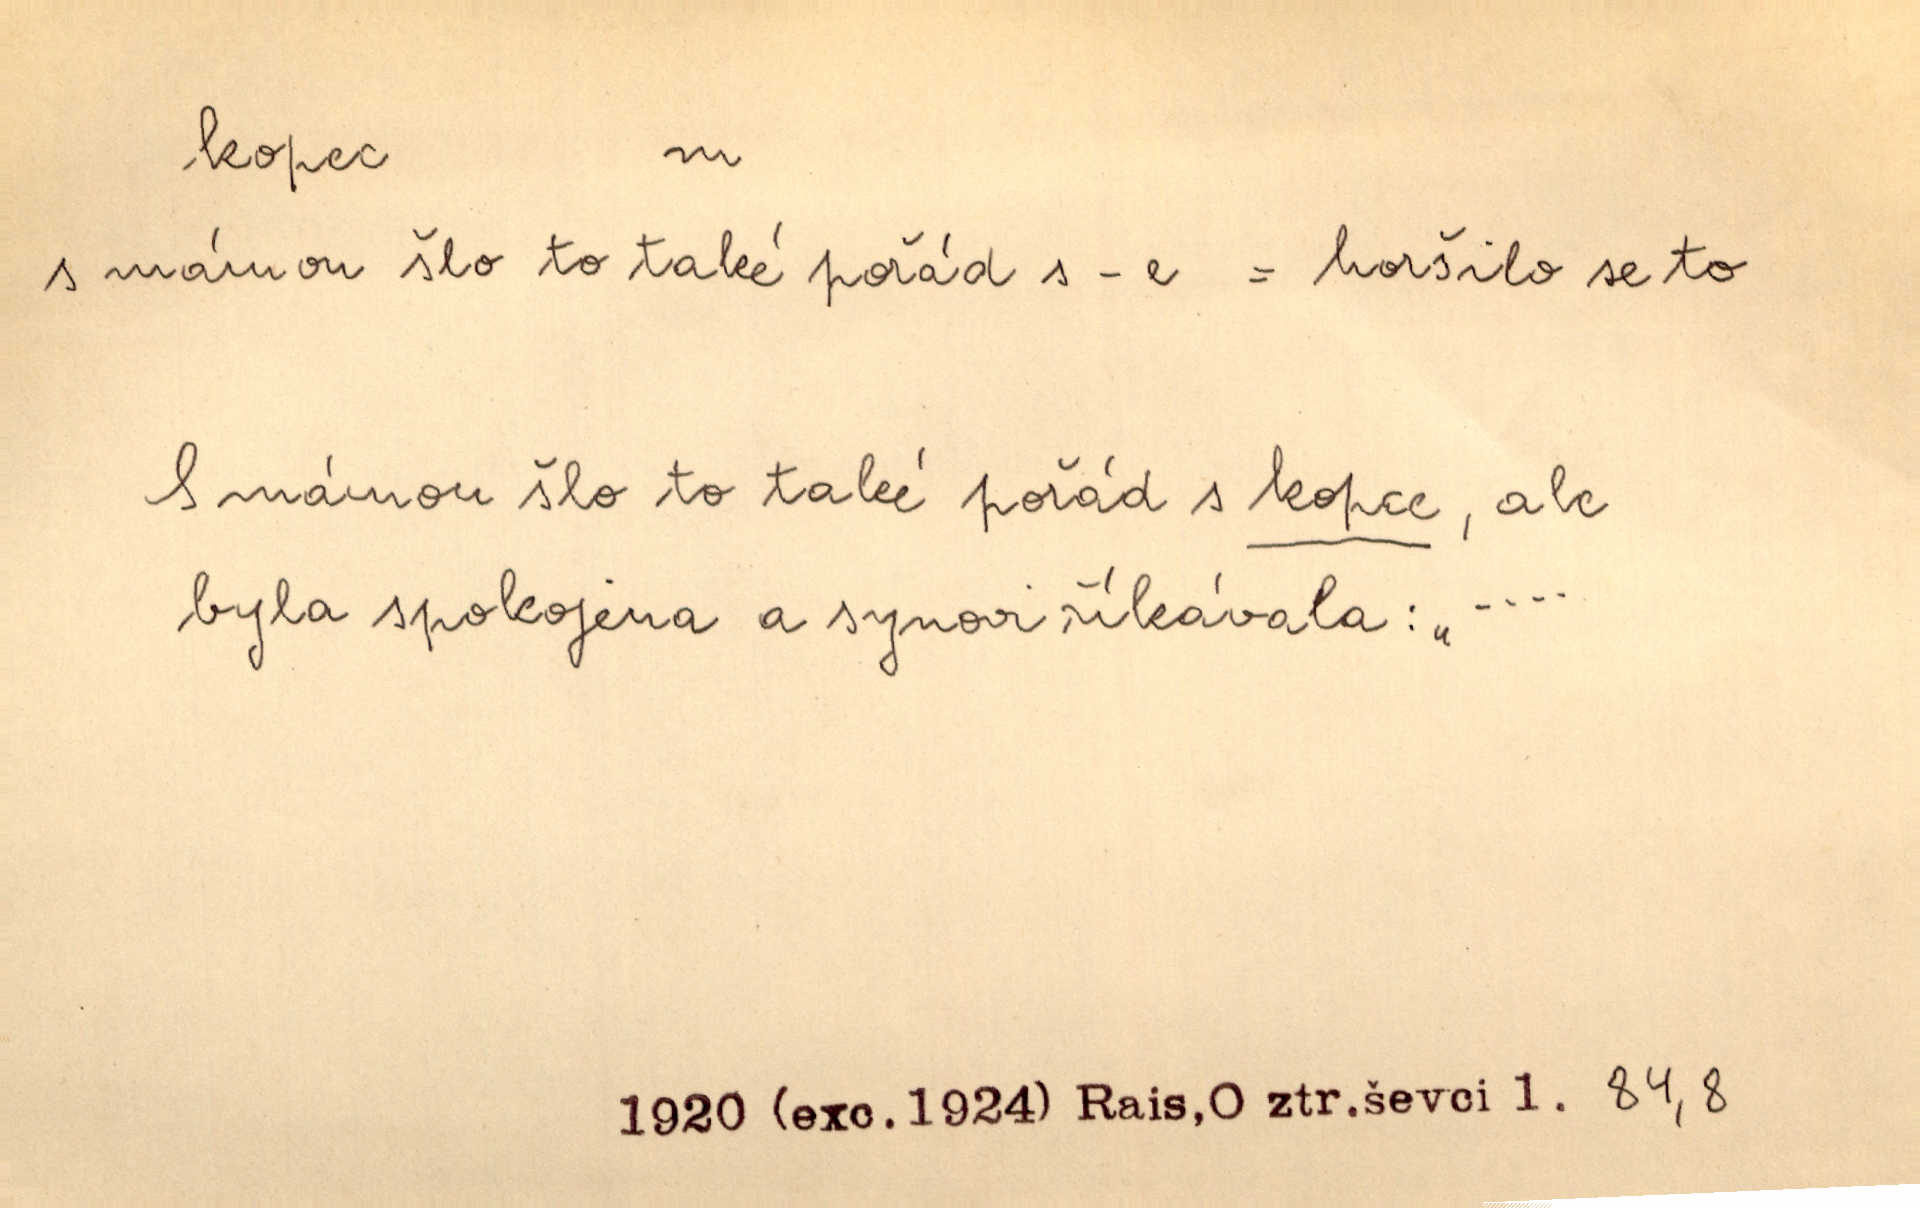 kopec m
s mámou šlo to také pořád s - e = horšilo se to
S mámou šlo to také pořád s kopce, ale
byla spokojena a synovi říkávala: „ ----
1920 (exc.1924) Rais,O ztr.ševci 1. 84,8